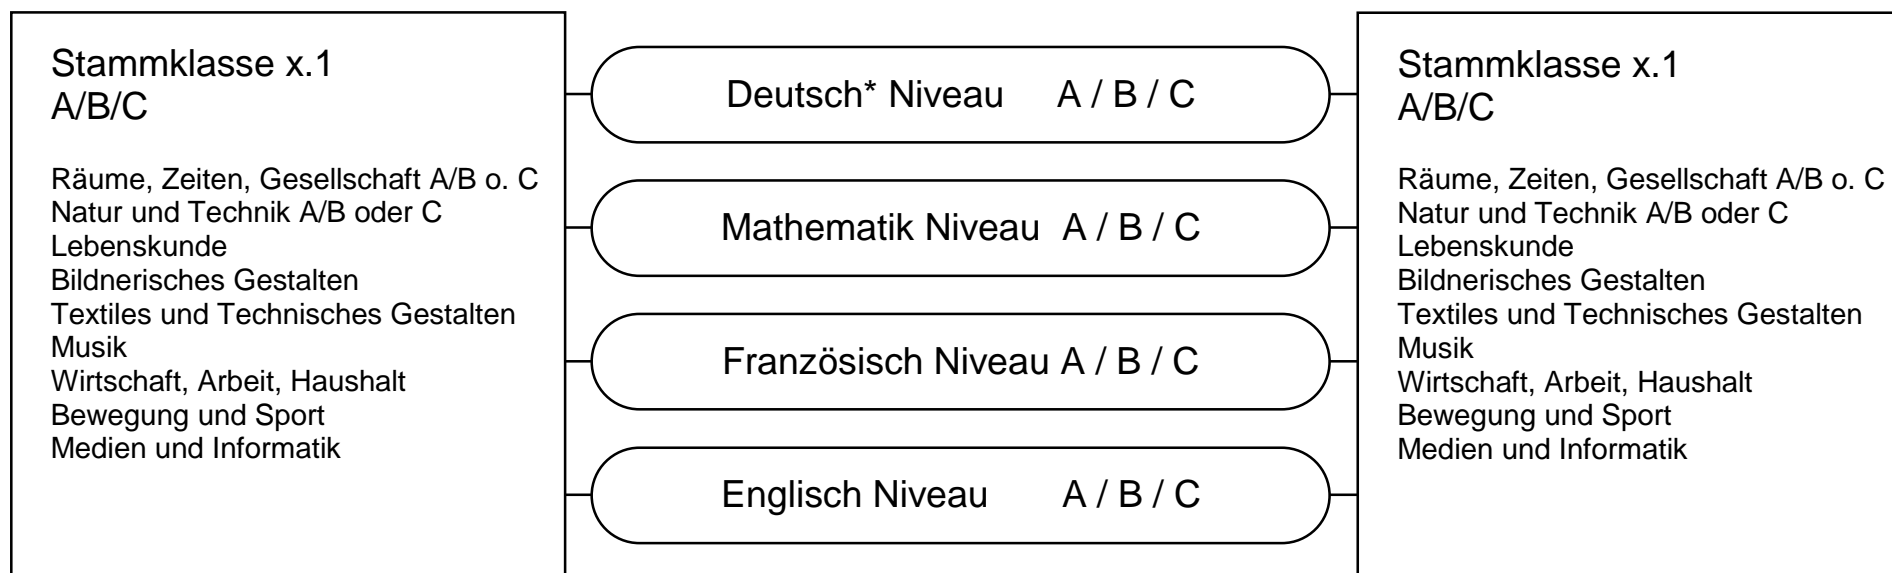 Stammklasse x.1
A/B/C
Räume, Zeiten, Gesellschaft A/B o. C
Natur und Technik A/B oder C
Lebenskunde
Bildnerisches Gestalten
Textiles und Technisches Gestalten
Musik
Wirtschaft, Arbeit, Haushalt
Bewegung und Sport
Medien und Informatik
Deutsch* Niveau A / B / C
Mathematik Niveau A / B / C
Französisch Niveau A / B / C
Englisch Niveau A / B / C
Stammklasse x.1
A/B/C
Räume, Zeiten, Gesellschaft A/B o. C
Natur und Technik A/B oder C
Lebenskunde
Bildnerisches Gestalten
Textiles und Technisches Gestalten
Musik
Wirtschaft, Arbeit, Haushalt
Bewegung und Sport
Medien und Informatik